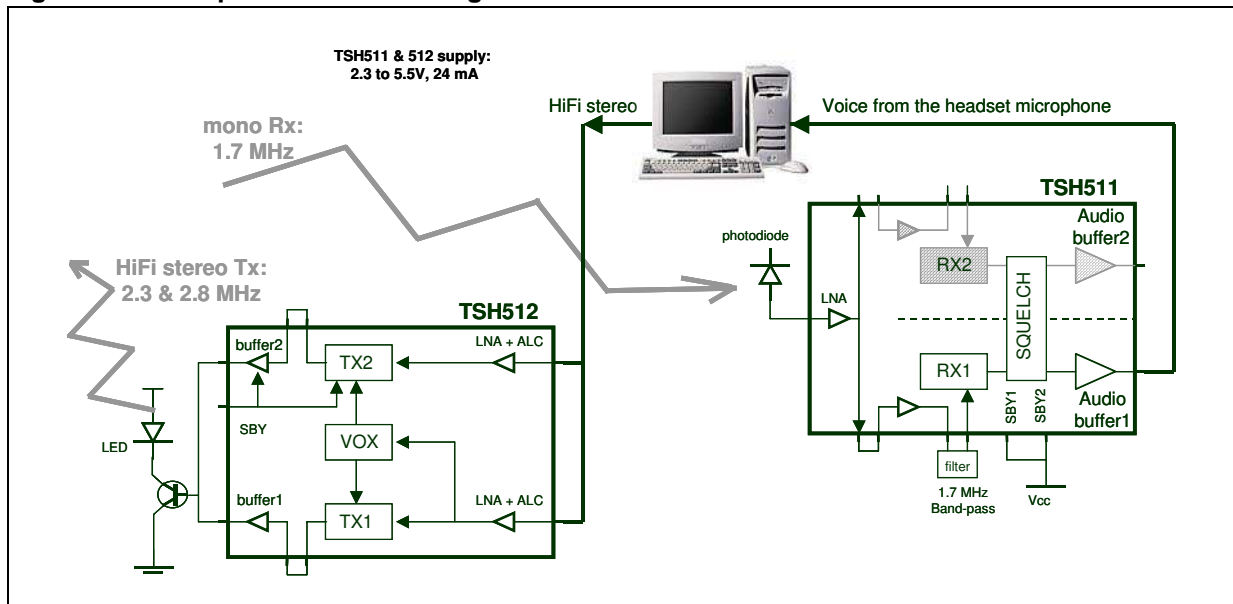 TSH511 & 512 supply:
2.3 to 5.5V, 24 mA
HiFi stereo
Voice from the headset microphone
mono Rx:
1.7 MHz
TSH511
Audio
buffer2
photodiode
RX2
HiFi stereo Tx:
2.3 & 2.8 MHz
LNA
SQUELCH
TSH512
buffer2
LNA + ALC
TX2
RX1
SBY1
SBY2
Audio
buffer1
SBY
LED
VOX
filter
1.7 MHz
Band-pass
Vcc
buffer1
LNA + ALC
TX1